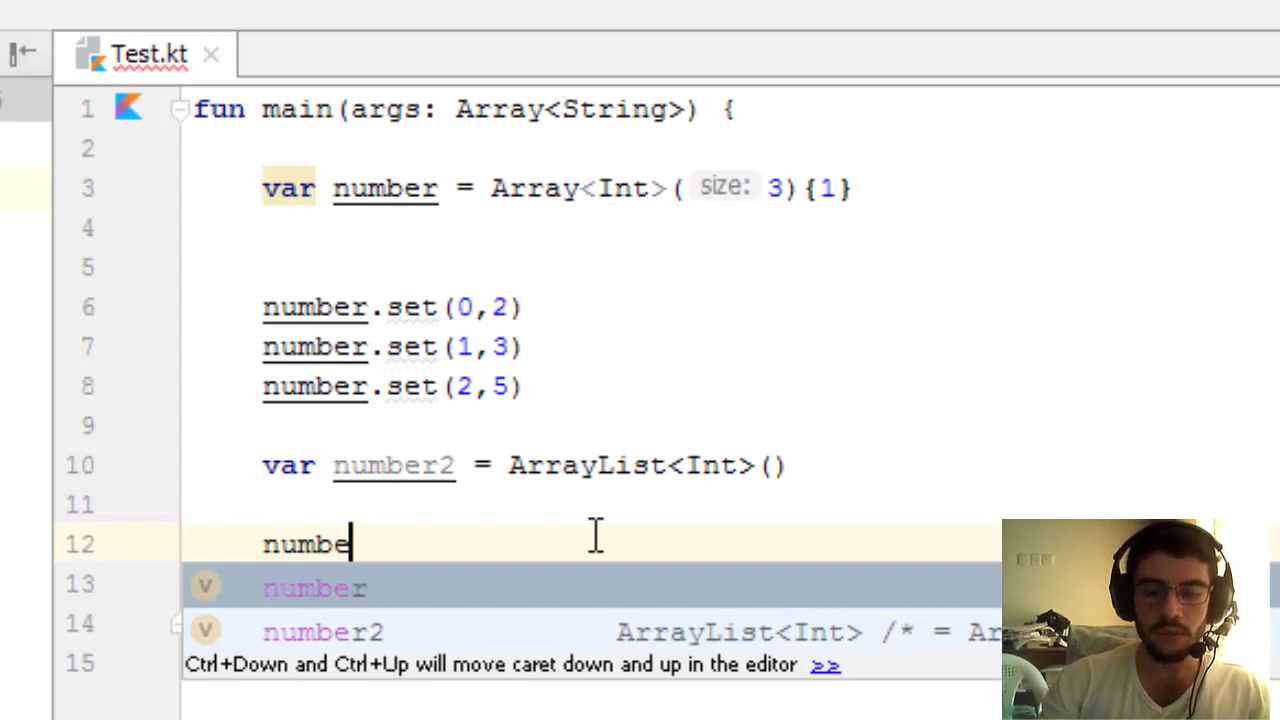 Test.kt
1 fun main(args: Array<String>) {
2
3 var number = Array<Int>( size: 3){1}
4
5
6 number.set(0,2)
7 number.set(1,3)
8 number.set(2,5)
9
10 var number2 = ArrayList<Int>()
11
12 numbe
13 v number
14 v number2 ArrayList<Int> /* =
15 Ctrl+Down and Ctrl+Up will move caret down and up in the editor >>